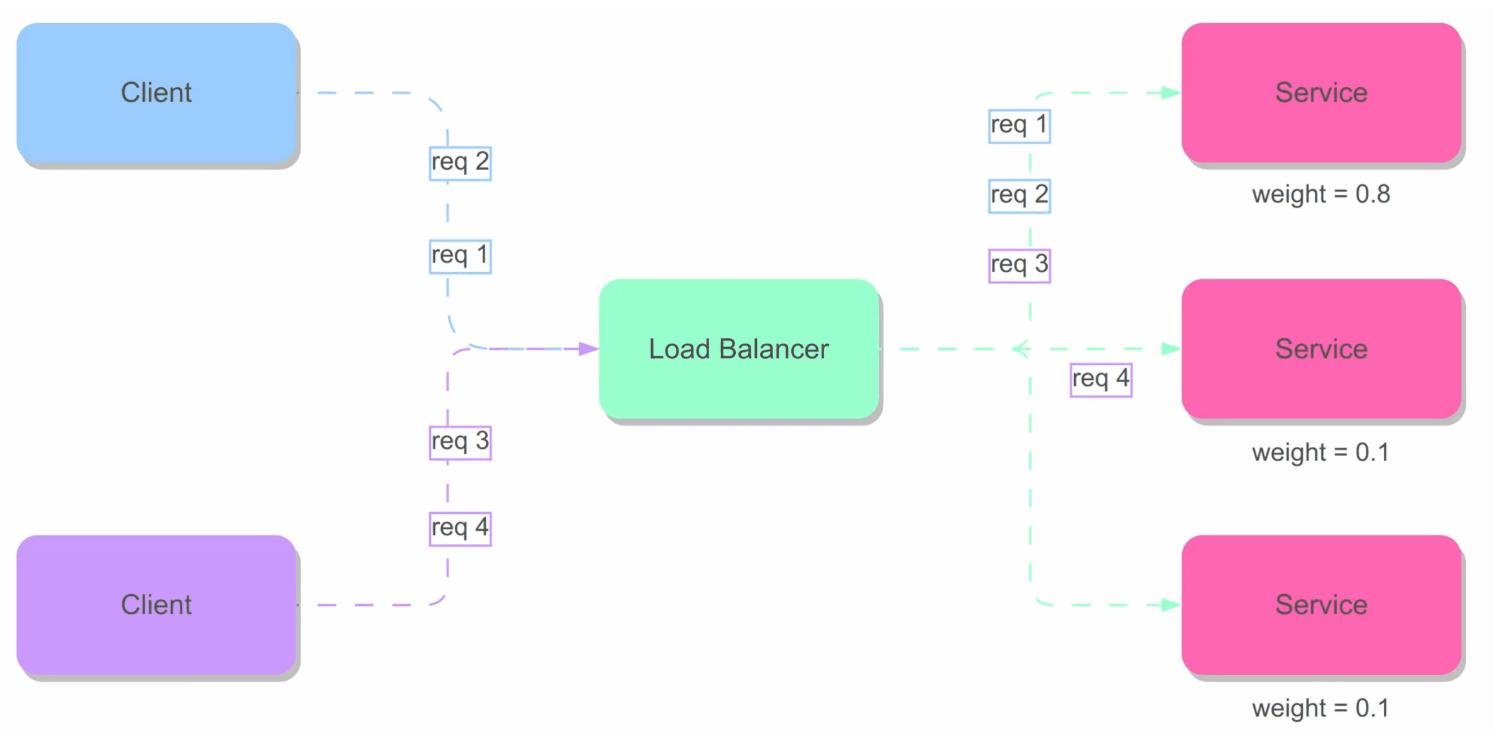 Client
req 2
req 1
req 3
req 4
Client
Load Balancer
req 1
req 2
req 3
req 4
Service
weight = 0.8
Service
weight = 0.1
Service
weight = 0.1